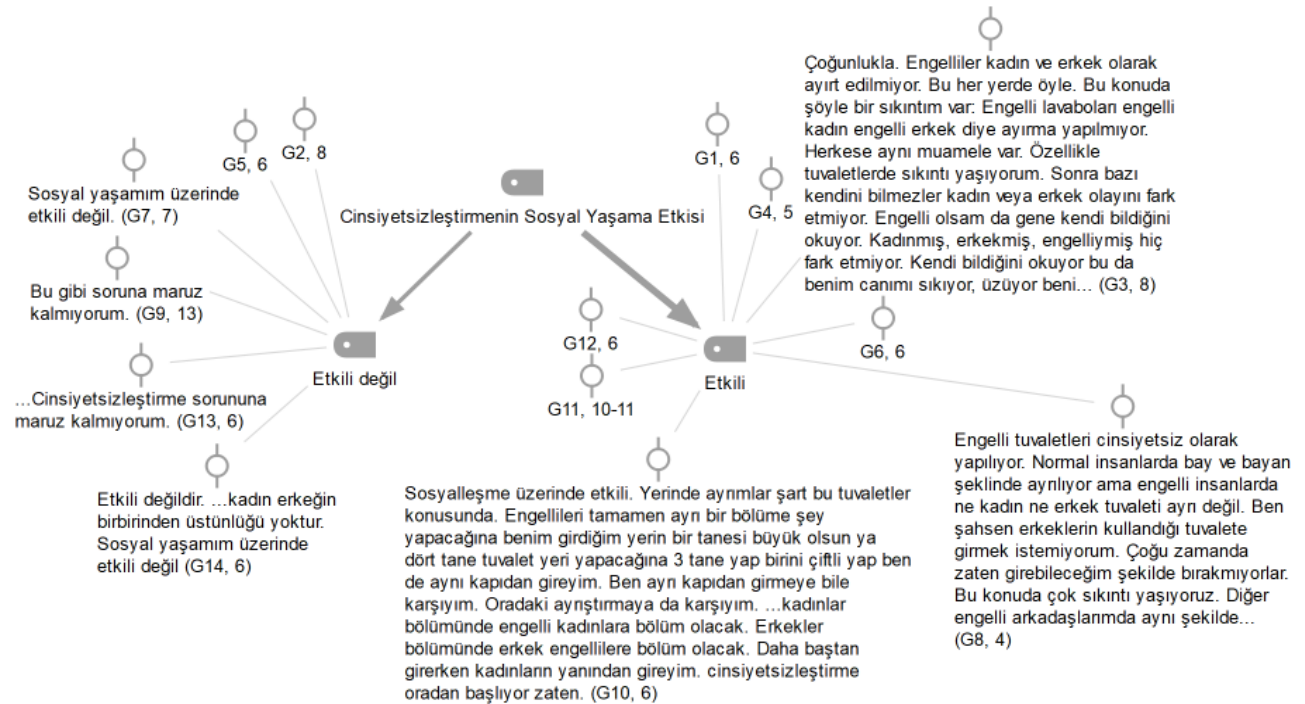 Cinsiyetsizleştirmenin Sosyal Yaşama Etkisi
Etkili değil
G2, 8
G5, 6
Sosyal yaşamım üzerinde
etkili değil. (G7, 7)
Bu gibi soruna maruz
kalmıyorum. (G9, 13)
...Cinsiyetsizleştirme sorununa
maruz kalmıyorum. (G13, 6)
Etkili değildir. ...kadın erkeğin
birbirinden üstünlüğü yoktur.
Sosyal yaşamım üzerinde
etkili değil (G14, 6)
Etkili
G1, 6
G4, 5
Çoğunlukla. Engelliler kadın ve erkek olarak
ayırt edilmiyor. Bu her yerde öyle. Bu konuda
şöyle bir sıkıntım var: Engelli lavaboları engelli
kadın engelli erkek diye ayırma yapılmıyor.
Herkese aynı muamele var. Özellikle
tuvaletlerde sıkıntı yaşıyorum. Sonra bazı
kendini bilmezler kadın veya erkek olayını fark
etmiyor. Engelli olsam da gene kendi bildiğini
okuyor. Kadınmış, erkekmiş, engelliymiş hiç
fark etmiyor. Kendi bildiğini okuyor bu da
benim canımı sıkıyor, üzüyor beni... (G3, 8)
G6, 6
G12, 6
G11, 10-11
Sosyalleşme üzerinde etkili. Yerinde ayrımlar şart bu tuvaletler
konusunda. Engellileri tamamen ayrı bir bölüme şey
yapacağına benim girdiğim yerin bir tanesi büyük olsun ya
dört tane tuvalet yeri yapacağına 3 tane yap birini çiftli yap ben
de aynı kapıdan gireyim. Ben ayrı kapıdan girmeye bile
karşıyım. Oradaki ayrıştırmaya da karşıyım. ...kadınlar
bölümünde engelli kadınlara bölüm olacak. Erkekler
bölümünde erkek engellilere bölüm olacak. Daha baştan
girerken kadınların yanından gireyim. cinsiyetsizleştirme
oradan başlıyor zaten. (G10, 6)
Engelli tuvaletleri cinsiyetsiz olarak
yapılıyor. Normal insanlarda bay ve bayan
şeklinde ayrılıyor ama engelli insanlarda
ne kadın ne erkek tuvaleti ayrı değil. Ben
şahsen erkeklerin kullandığı tuvalete
girmek istemiyorum. Çoğu zamanda
zaten girebileceğim şekilde bırakmıyorlar.
Bu konuda çok sıkıntı yaşıyoruz. Diğer
engelli arkadaşlarımda aynı şekilde...
(G8, 4)